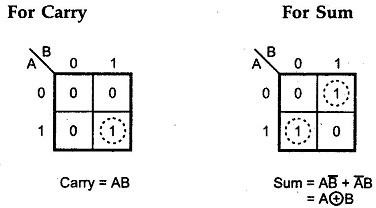 For Carry
For Sum
B
A 0 1
0 0 0
1 0 1
Carry = AB
B
A 0 1
0 0 1
1 1 0
Sum = AB̅ + A̅B
= A⊕B